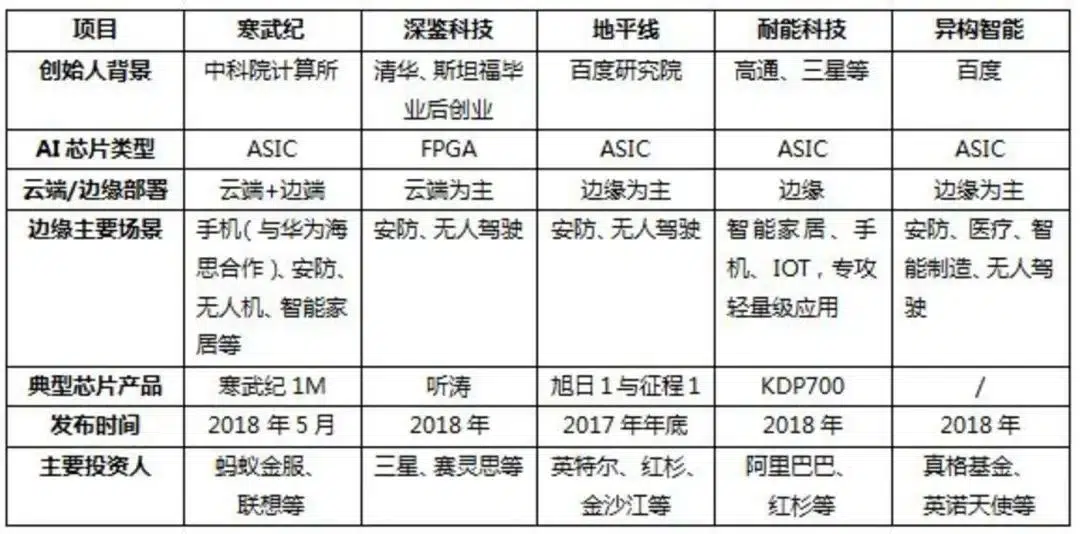 项目 寒武纪 深鉴科技 地平线 耐能科技 异构智能
创始人背景 中科院计算所 清华、斯坦福毕业后创业 百度研究院 高通、三星等 百度
AI 芯片类型 ASIC FPGA ASIC ASIC ASIC
云端/边缘部署 云端+边端 云端为主 边缘为主 边缘 边缘为主
边缘主要场景 手机(与华为海思合作)、安防、无人机、智能家居等 安防、无人驾驶 安防、无人驾驶 智能家居、手机、IOT，专攻轻量级应用 安防、医疗、智能制造、无人驾驶
典型芯片产品 寒武纪 1M 听涛 旭日 1 与征程 1 KDP700 /
发布时间 2018 年 5 月 2018 年 2017 年年底 2018 年 2018 年
主要投资人 蚂蚁金服、联想等 三星、赛灵思等 英特尔、红杉、金沙江等 阿里巴巴、红杉等 真格基金、英诺天使等